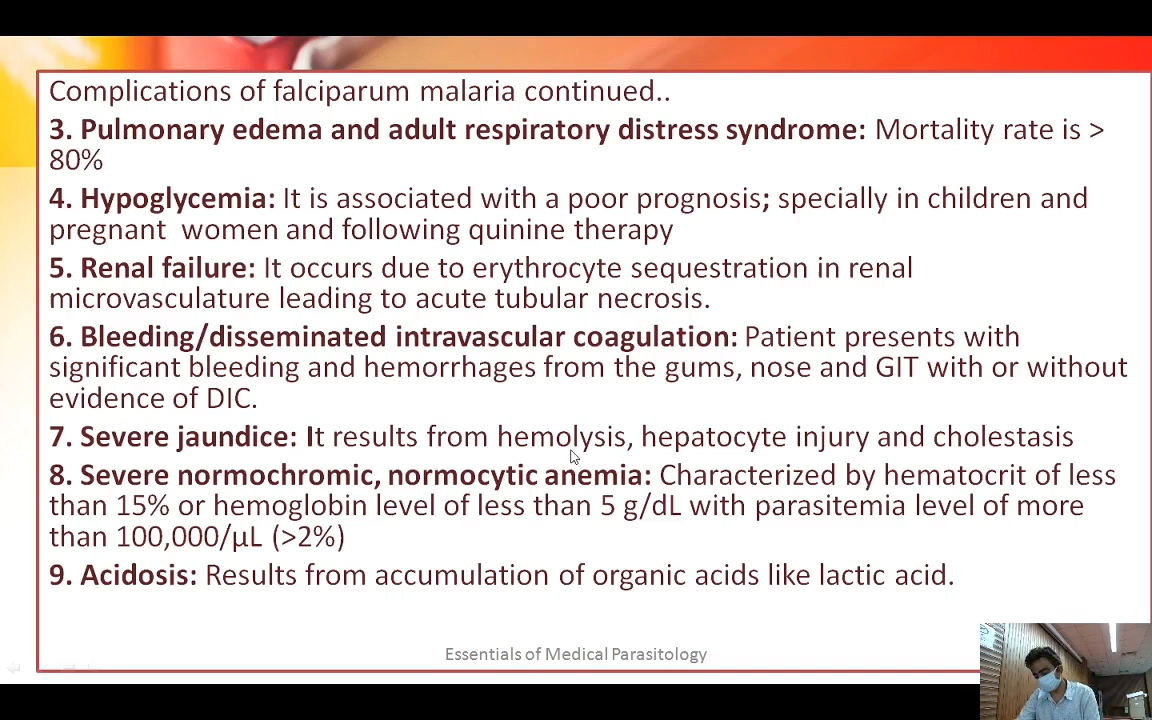 Complications of falciparum malaria continued..
3. Pulmonary edema and adult respiratory distress syndrome: Mortality rate is >
80%
4. Hypoglycemia: It is associated with a poor prognosis; specially in children and
pregnant women and following quinine therapy
5. Renal failure: It occurs due to erythrocyte sequestration in renal
microvasculature leading to acute tubular necrosis.
6. Bleeding/disseminated intravascular coagulation: Patient presents with
significant bleeding and hemorrhages from the gums, nose and GIT with or without
evidence of DIC.
7. Severe jaundice: It results from hemolysis, hepatocyte injury and cholestasis
8. Severe normochromic, normocytic anemia: Characterized by hematocrit of less
than 15% or hemoglobin level of less than 5 g/dL with parasitemia level of more
than 100,000/µL (>2%)
9. Acidosis: Results from accumulation of organic acids like lactic acid.
Essentials of Medical Parasitology